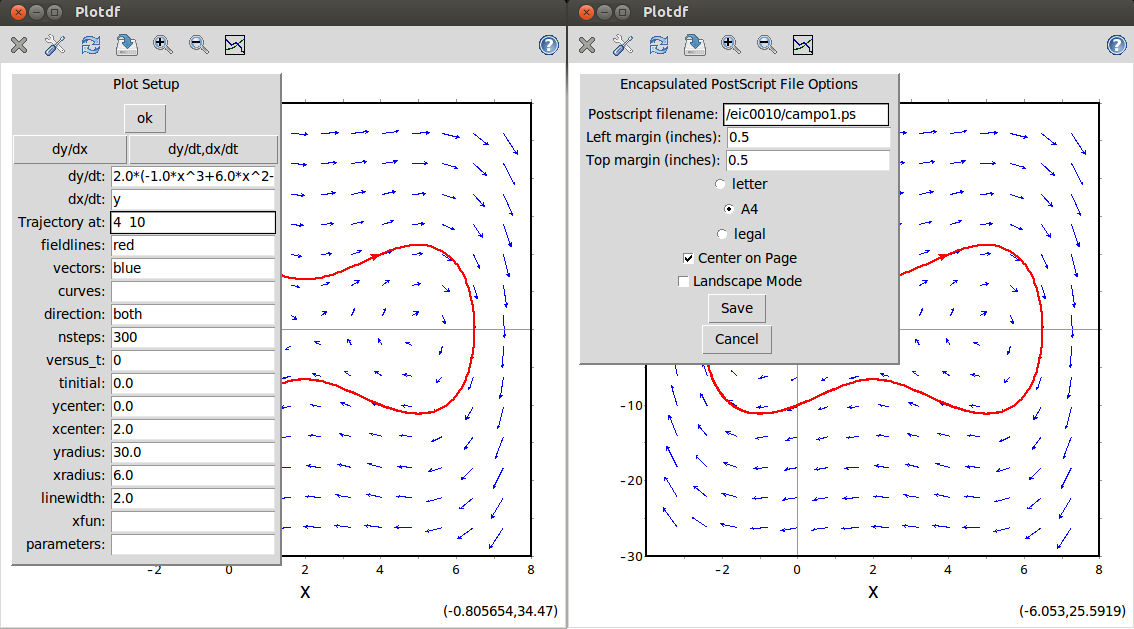 Plotdf
Plot Setup
ok
dy/dx dy/dt,dx/dt
dy/dt: 2.0*(-1.0*x^3+6.0*x^2-
dx/dt: y
Trajectory at: 4 10
fieldlines: red
vectors: blue
curves:
direction: both
nsteps: 300
versus_t: 0
tinitial: 0.0
ycenter: 0.0
xcenter: 2.0
yradius: 30.0
xradius: 6.0
linewidth: 2.0
xfun:
parameters:
-2 0 2 4 6 8
x
(-0.805654,34.47)
Plotdf
Encapsulated PostScript File Options
Postscript filename: /eic0010/campo1.ps
Left margin (inches): 0.5
Top margin (inches): 0.5
letter
A4
legal
Center on Page
Landscape Mode
Save
Cancel
-10
-20
-30
-2 0 2 4 6 8
x
(-6.053,25.5919)